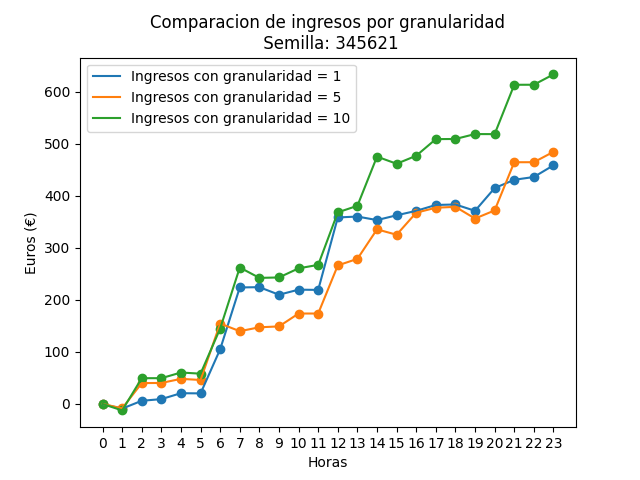 Comparacion de ingresos por granularidad
Semilla: 345621
Ingresos con granularidad = 1
Ingresos con granularidad = 5
Ingresos con granularidad = 10
Euros (€)
600
500
400
300
200
100
0
0 1 2 3 4 5 6 7 8 9 10 11 12 13 14 15 16 17 18 19 20 21 22 23
Horas